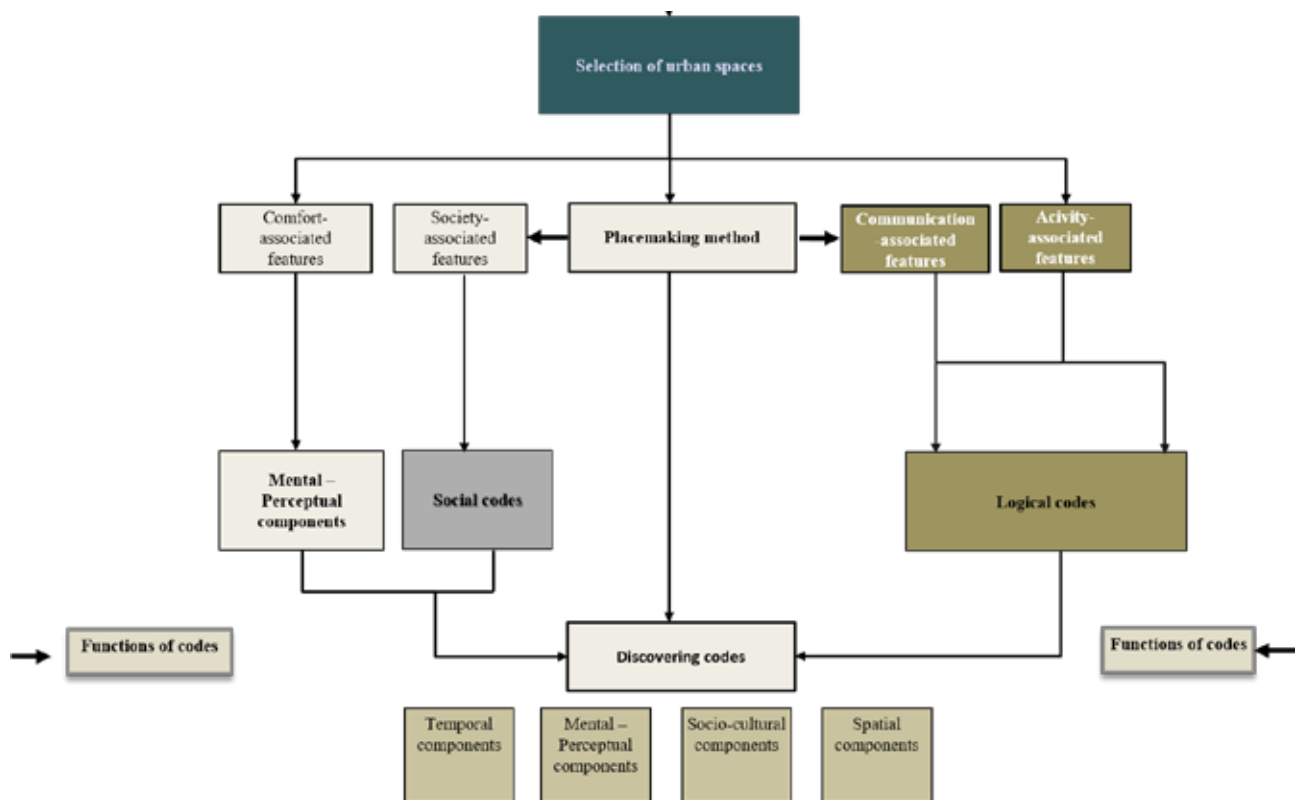 Selection of urban spaces
Comfort-
associated
features
Society-
associated
features
Placemaking method
Communication
-associated
features
Acivity-
associated
features
Mental –
Perceptual
components
Social codes
Logical codes
Functions of codes
Discovering codes
Functions of codes
Temporal
components
Mental –
Perceptual
components
Socio-cultural
components
Spatial
components